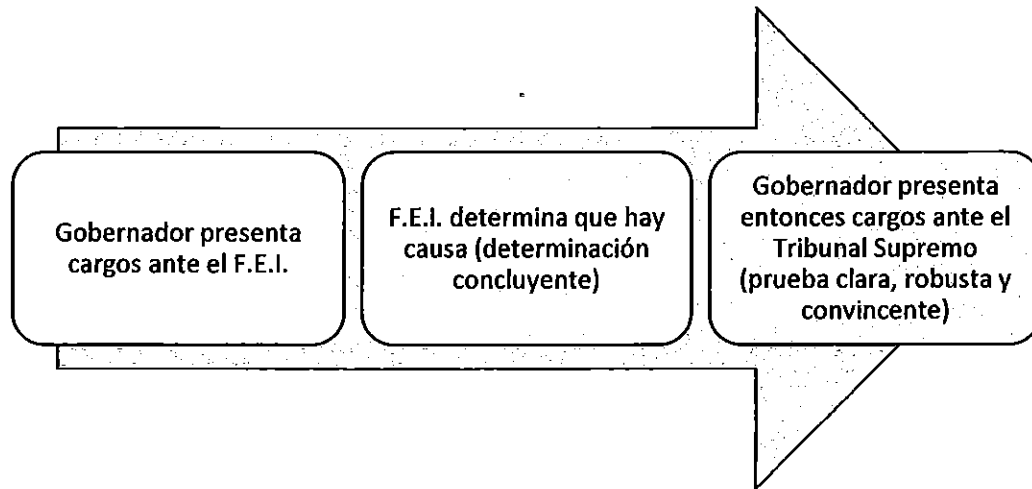 Gobernador presenta
cargos ante el F.E.I.
F.E.I. determina que hay
causa (determinación
concluyente)
Gobernador presenta
entonces cargos ante el
Tribunal Supremo
(prueba clara, robusta y
convincente)